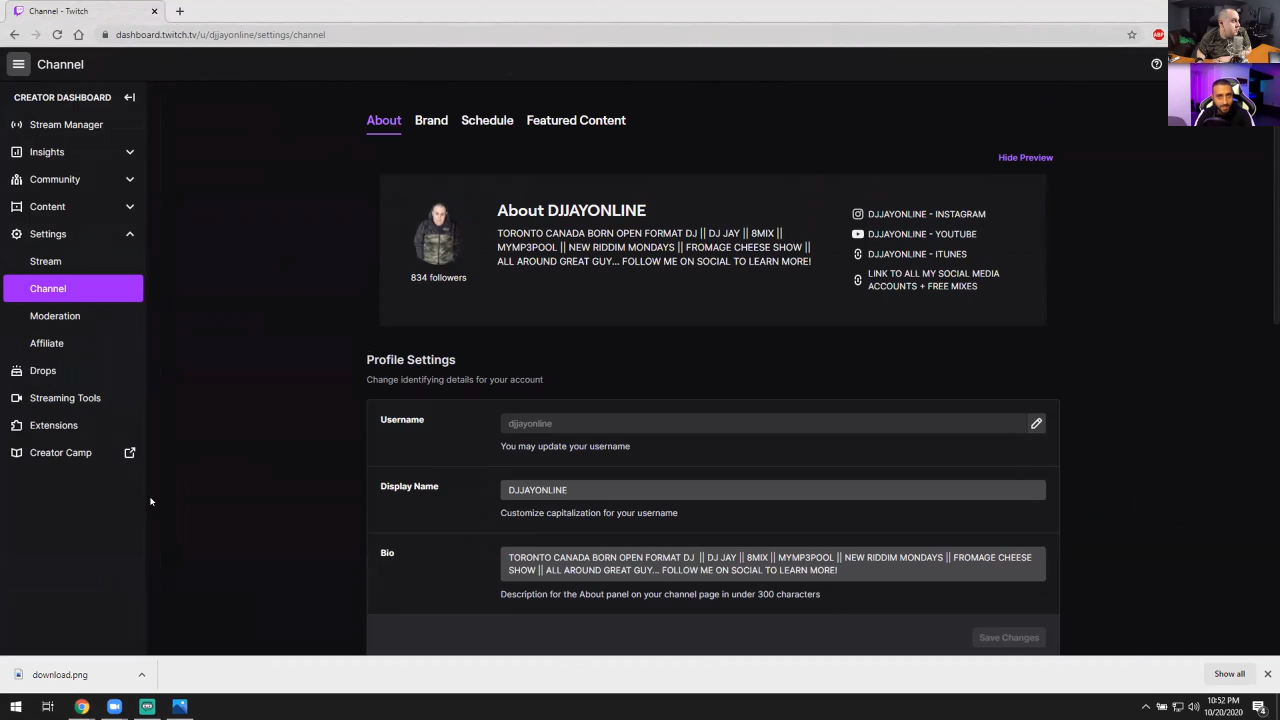 Channel - Twitch
dashboard.twitch.tv/u/djjayonline/settings/channel
ABP
Channel
CREATOR DASHBOARD
Stream Manager
Insights
Community
Content
Settings
Stream
Channel
Moderation
Affiliate
Drops
Streaming Tools
Extensions
Creator Camp
About Brand Schedule Featured Content
Hide Preview
834 followers
About DJJAYONLINE
TORONTO CANADA BORN OPEN FORMAT DJ || DJ JAY || 8MIX ||
MYMP3POOL || NEW RIDDIM MONDAYS || FROMAGE CHEESE SHOW ||
ALL AROUND GREAT GUY... FOLLOW ME ON SOCIAL TO LEARN MORE!
DJJAYONLINE - INSTAGRAM
DJJAYONLINE - YOUTUBE
DJJAYONLINE - ITUNES
LINK TO ALL MY SOCIAL MEDIA
ACCOUNTS + FREE MIXES
Profile Settings
Change identifying details for your account
Username
djjayonline
You may update your username
Display Name
DJJAYONLINE
Customize capitalization for your username
Bio
TORONTO CANADA BORN OPEN FORMAT DJ || DJ JAY || 8MIX || MYMP3POOL || NEW RIDDIM MONDAYS || FROMAGE CHEESE
SHOW || ALL AROUND GREAT GUY... FOLLOW ME ON SOCIAL TO LEARN MORE!
Description for the About panel on your channel page in under 300 characters
Save Changes
download.png
Show all
10:52 PM
10/20/2020
4